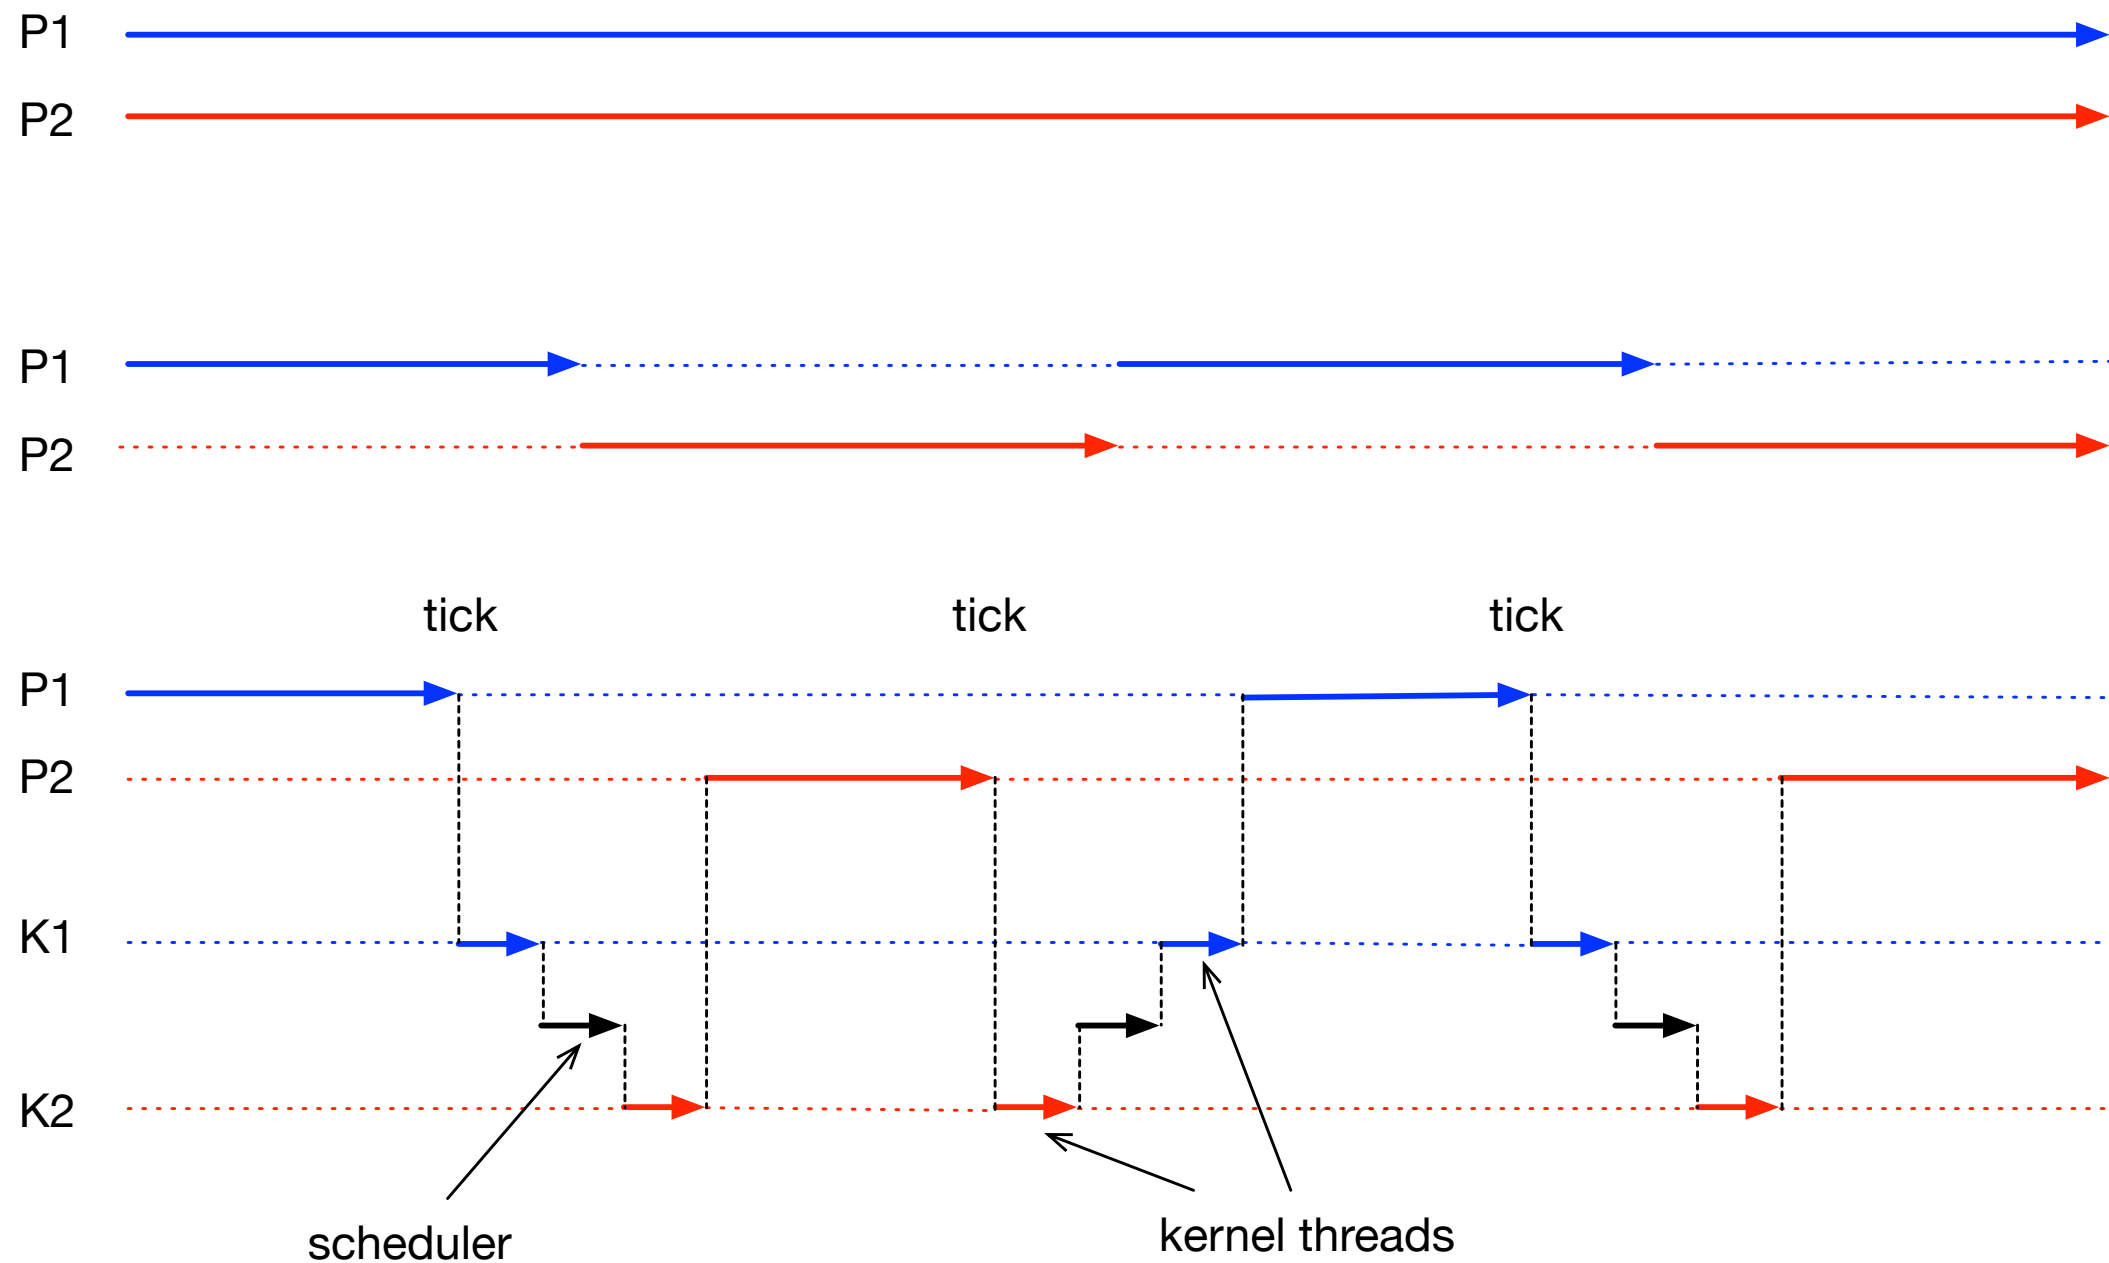 P1
P2
P1
P2
tick tick tick
P1
P2
K1
K2
scheduler
kernel threads